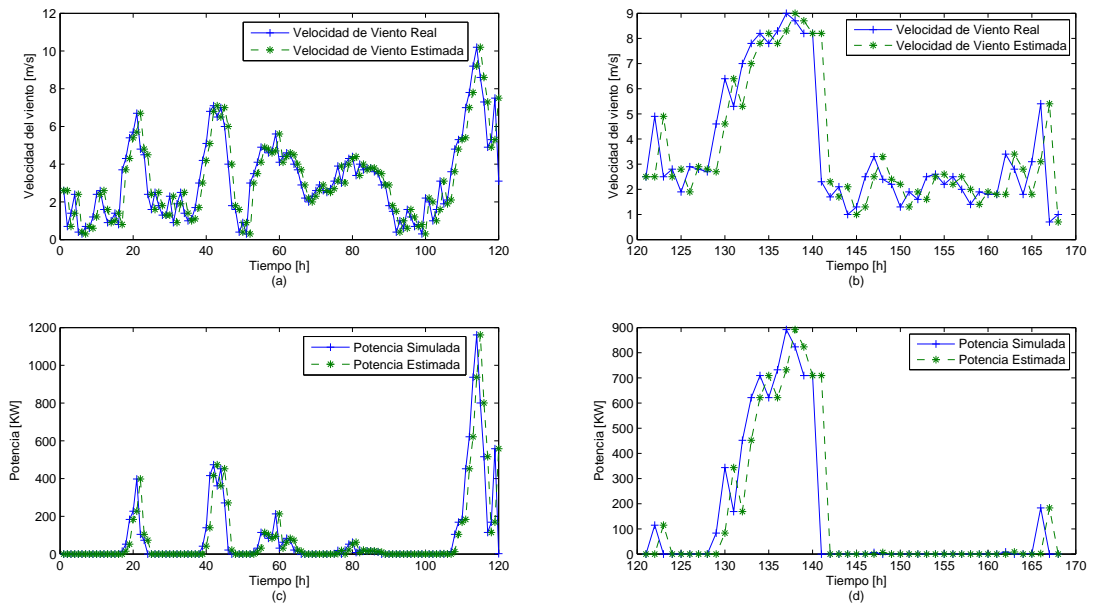 Velocidad del viento [m/s]
12
10
8
6
4
2
0
0 20 40 60 80 100 120
Tiempo [h]
(a)
Velocidad de Viento Real
Velocidad de Viento Estimada
Velocidad del viento [m/s]
9
8
7
6
5
4
3
2
1
0
120 125 130 135 140 145 150 155 160 165 170
Tiempo [h]
(b)
Velocidad de Viento Real
Velocidad de Viento Estimada
Potencia [KW]
1200
1000
800
600
400
200
0
0 20 40 60 80 100 120
Tiempo [h]
(c)
Potencia Simulada
Potencia Estimada
Potencia [KW]
900
800
700
600
500
400
300
200
100
0
120 125 130 135 140 145 150 155 160 165 170
Tiempo [h]
(d)
Potencia Simulada
Potencia Estimada